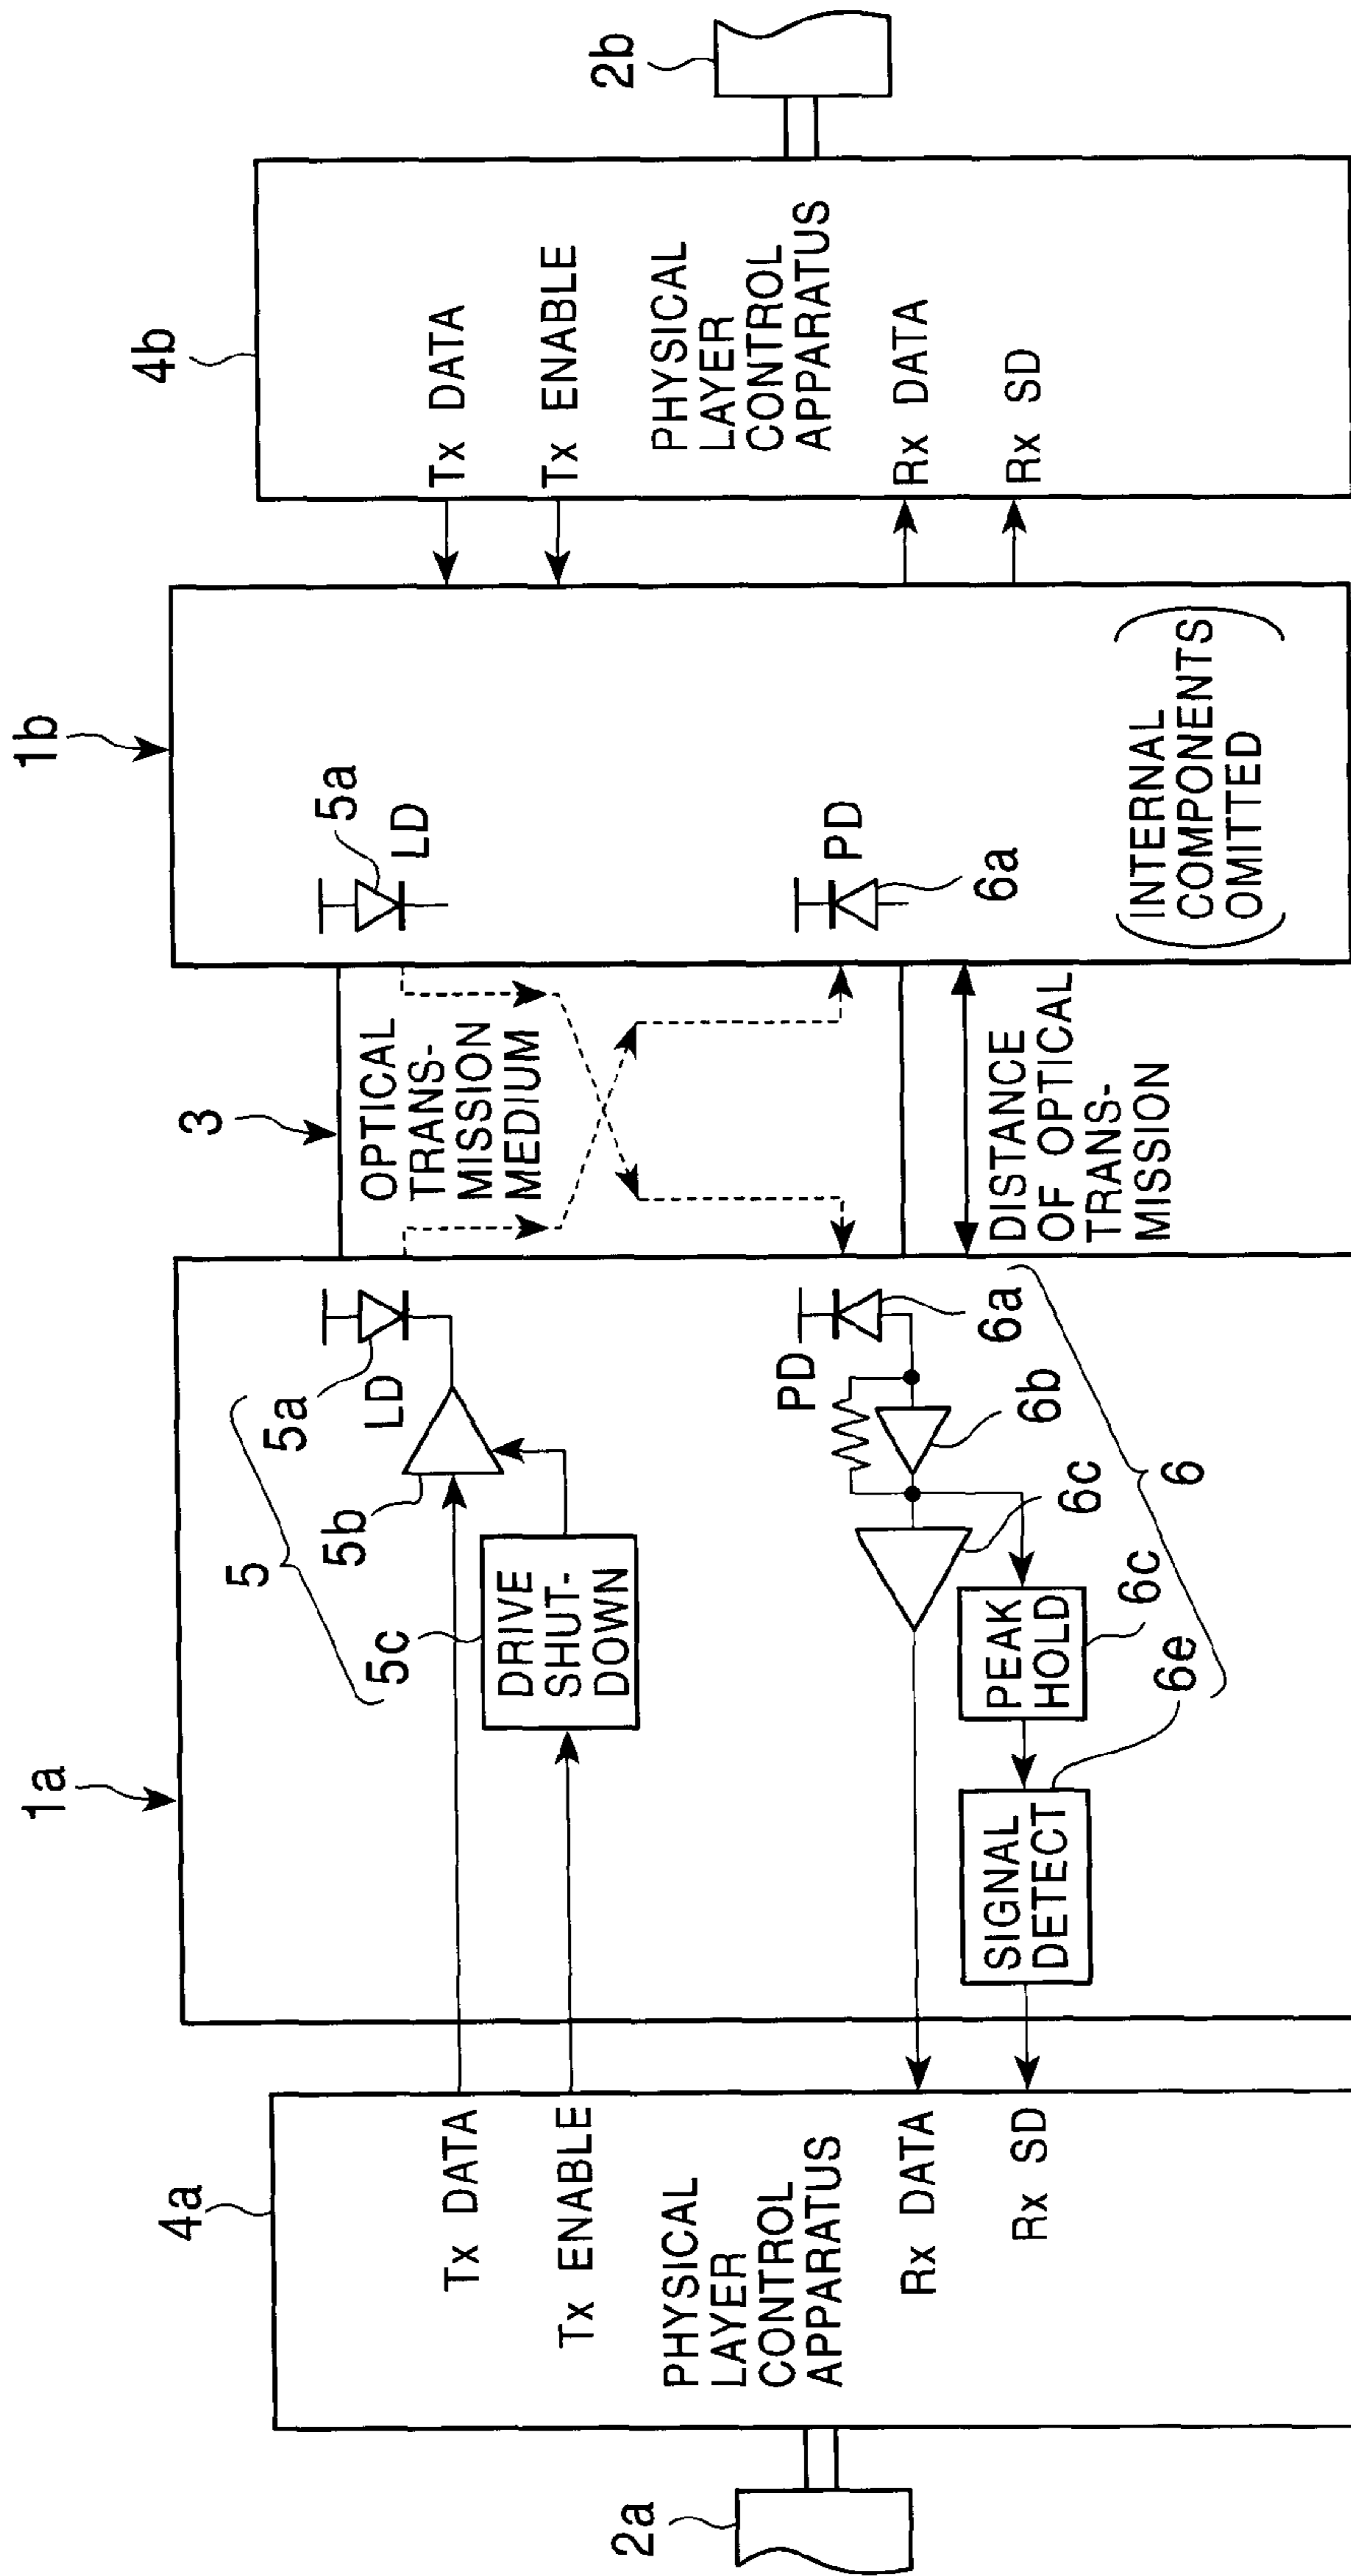 1a
3
1b
4a
2a
Tx DATA
Tx ENABLE
PHYSICAL
LAYER
CONTROL
APPARATUS
Rx DATA
Rx SD
5
5a
LD
5b
5c
DRIVE
SHUT-
DOWN
PD
6a
6b
6c
6
PEAK
HOLD
6c
SIGNAL
DETECT
6e
OPTICAL
TRANS-
MISSION
MEDIUM
DISTANCE
OF OPTICAL
TRANS-
MISSION
5a
LD
PD
6a
(INTERNAL
COMPONENTS
OMITTED)
4b
2b
Tx DATA
Tx ENABLE
PHYSICAL
LAYER
CONTROL
APPARATUS
Rx DATA
Rx SD